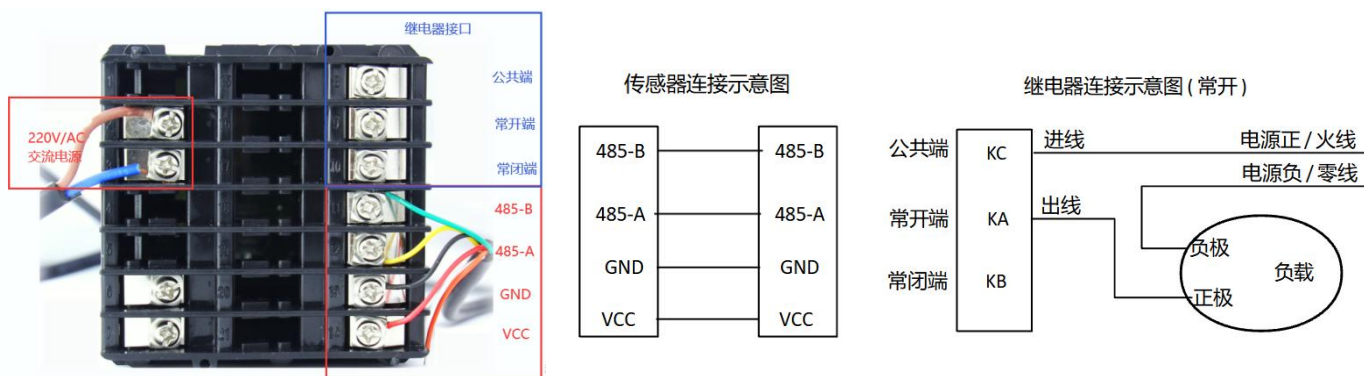 继电器接口
公共端
常开端
常闭端
220V/AC
交流电源
485-B
485-A
GND
VCC
传感器连接示意图
485-B 485-B
485-A 485-A
GND GND
VCC VCC
继电器连接示意图(常开)
公共端 KC 进线 电源正/火线
电源负/零线
常开端 KA 出线
负极
负载
常闭端 KB
正极